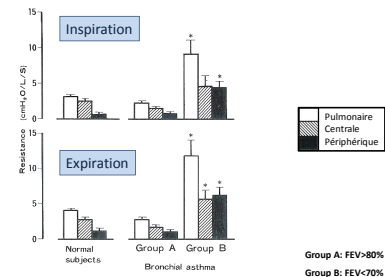 15
Inspiration
10
5
0
Resistance (cmH₂O/L/S)
15
Expiration
10
5
0
*
*
*
*
*
*
Normal subjects
Group A Group B
Bronchial asthma
Pulmonaire
Centrale
Périphérique
Group A: FEV>80%
Group B: FEV<70%